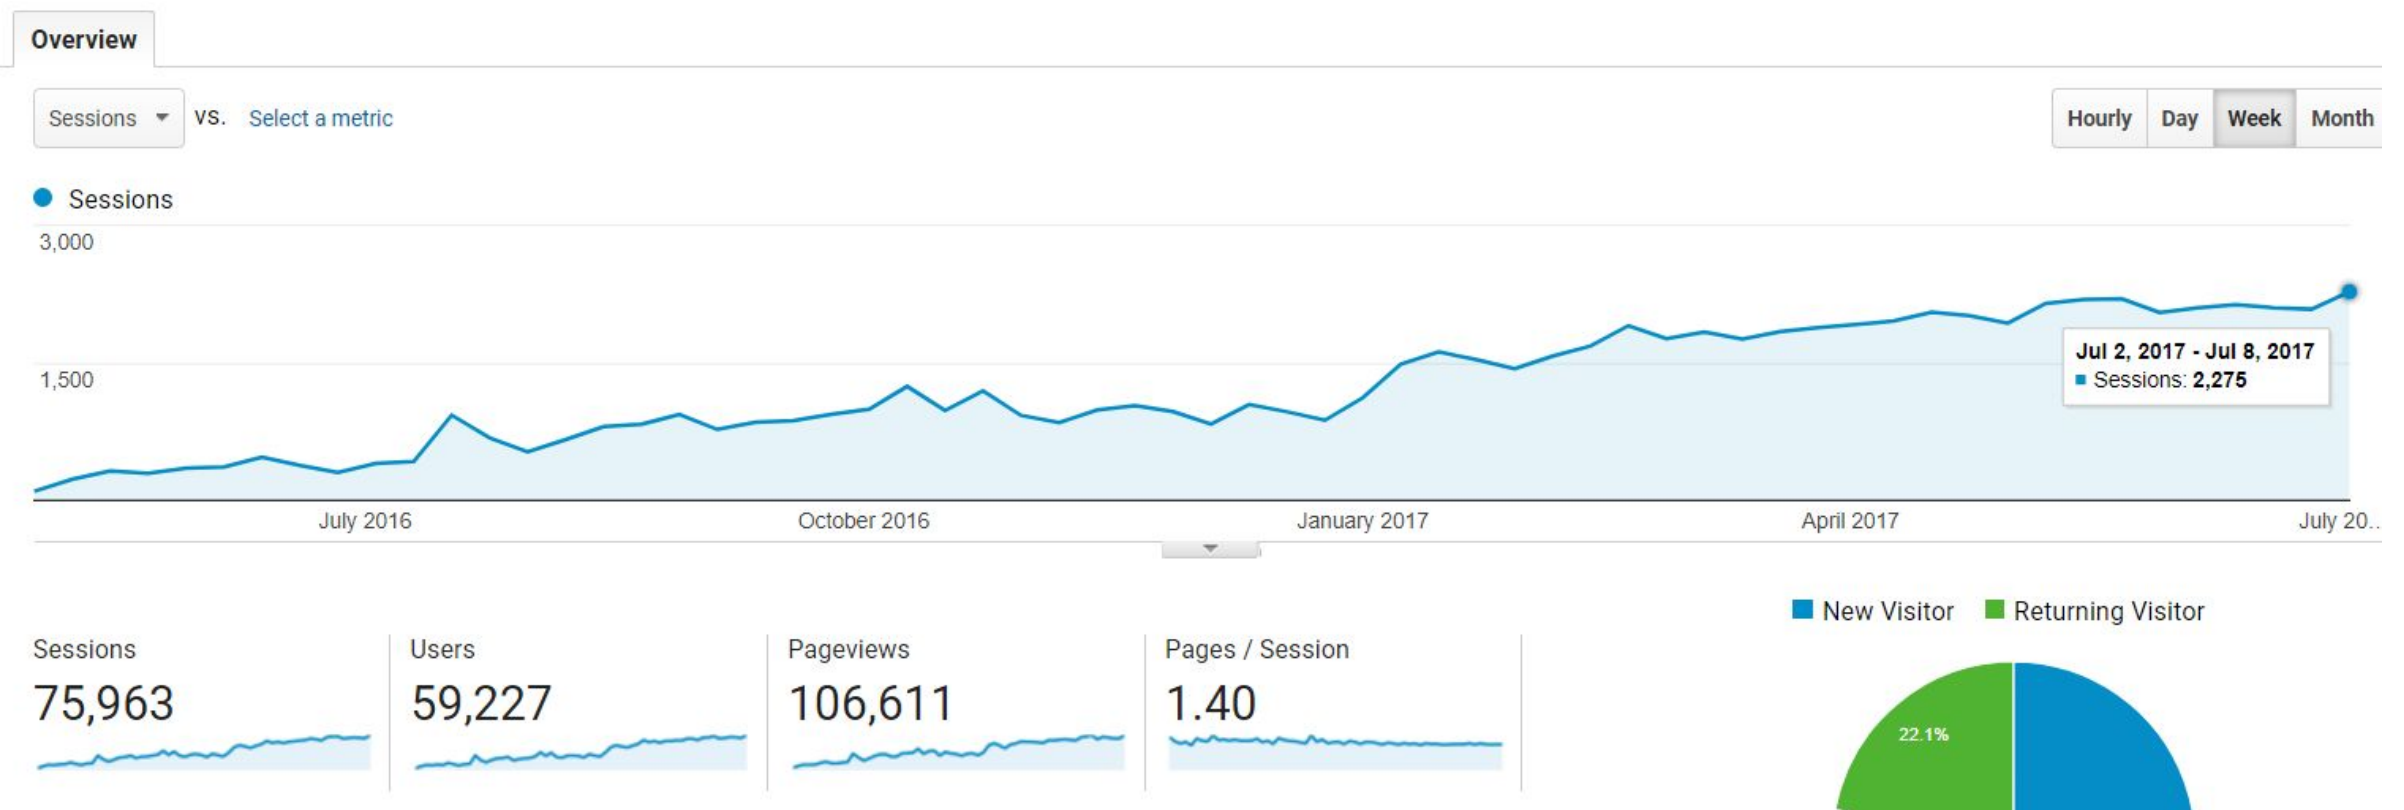 Overview
Sessions vs. Select a metric Hourly Day Week Month
Sessions
3,000
1,500
Jul 2, 2017 - Jul 8, 2017
Sessions: 2,275
July 2016 October 2016 January 2017 April 2017 July 20...
New Visitor Returning Visitor
Sessions Users Pageviews Pages / Session
75,963 59,227 106,611 1.40
22.1%